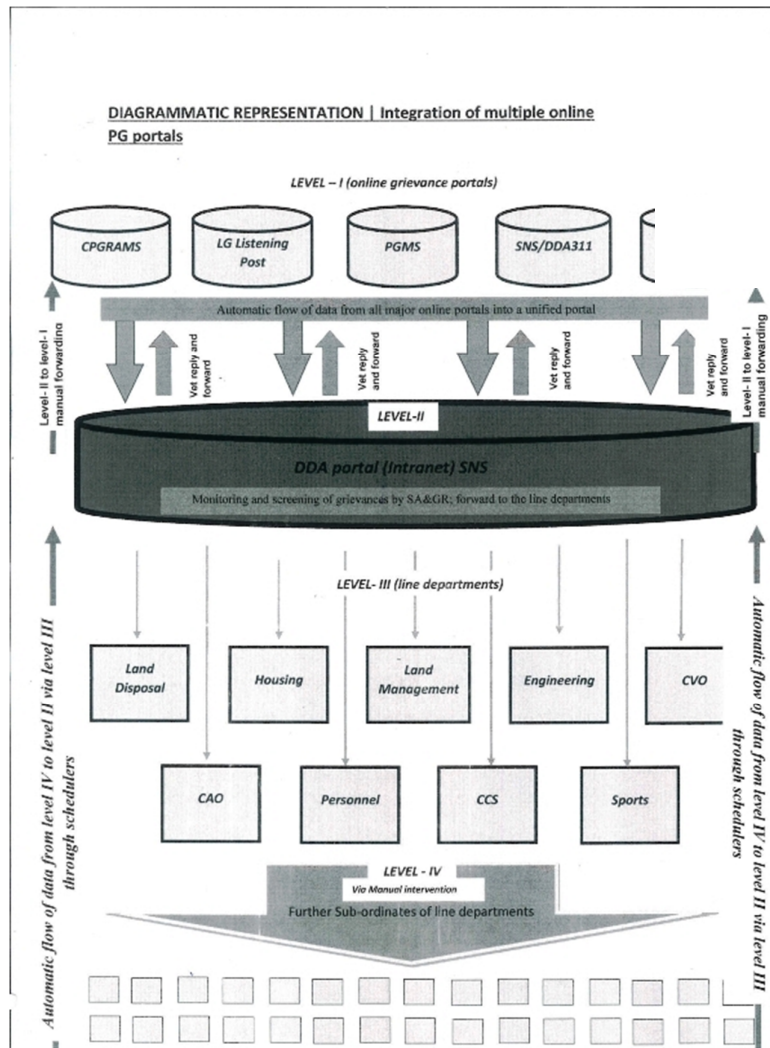 DIAGRAMMATIC REPRESENTATION | Integration of multiple online
PG portals
LEVEL – I (online grievance portals)
CPGRAMS
LG Listening
Post
PGMS
SNS/DDA311
Automatic flow of data from all major online portals into a unified portal
Level- II to level- I
manual forwarding
Vet reply and
forward
Vet reply
and forward
Vet reply
and forward
Vet reply
and forward
Level- II to level- I
manual forwarding
LEVEL-II
DDA portal (Intranet) SNS
Monitoring and screening of grievances by SA&GR; forward to the line departments
LEVEL- III (line departments)
Land
Disposal
Housing
Land
Management
Engineering
CVO
CAO
Personnel
CCS
Sports
Automatic flow of data from level IV to level II via level III
through schedulers
Automatic flow of data from level IV to level II via level III
through schedulers
LEVEL - IV
Via Manual intervention
Further Sub-ordinates of line departments